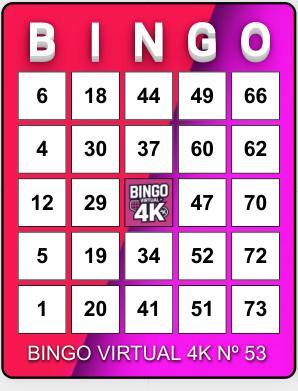 B I N G O
6 18 44 49 66
4 30 37 60 62
12 29 BINGO VIRTUAL 4K 47 70
5 19 34 52 72
1 20 41 51 73
BINGO VIRTUAL 4K Nº 53